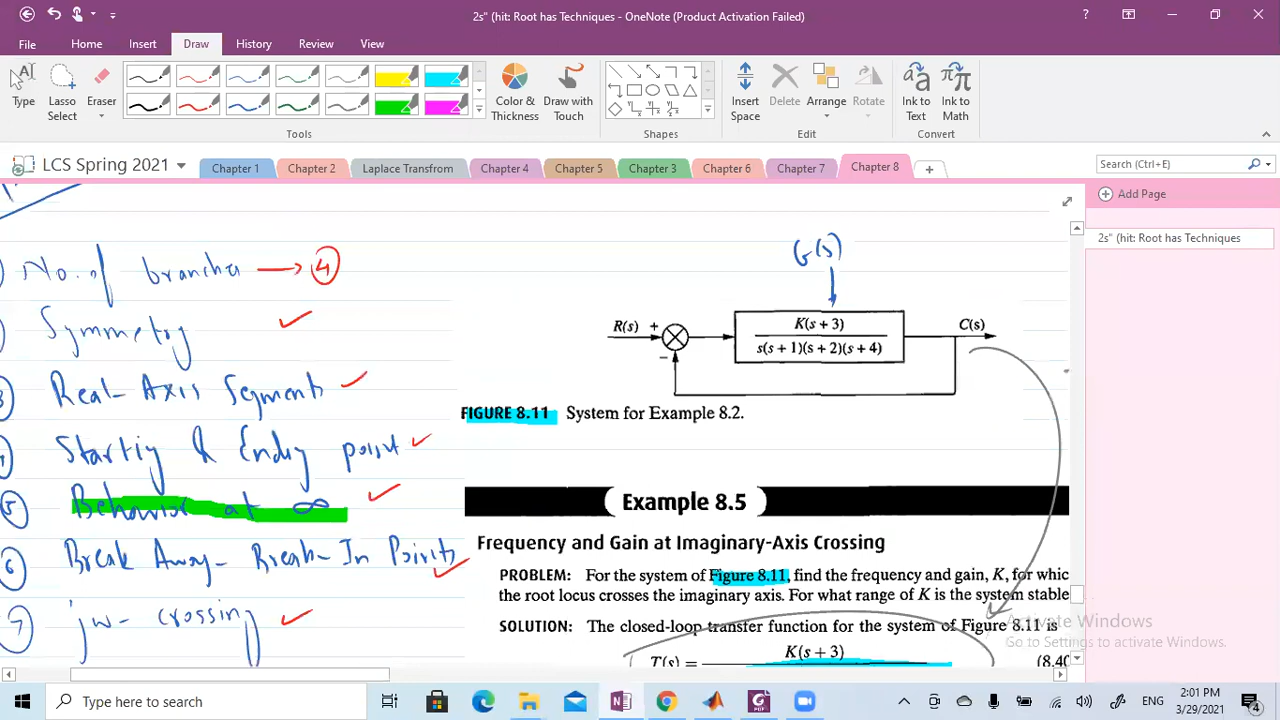 2s" (hit: Root has Techniques - OneNote (Product Activation Failed)
File Home Insert Draw History Review View
Type Lasso Select Eraser Color & Thickness Draw with Touch Insert Space Delete Arrange Rotate Ink to Text Ink to Math
Tools Shapes Edit Convert
LCS Spring 2021 Chapter 1 Chapter 2 Laplace Transfrom Chapter 4 Chapter 5 Chapter 3 Chapter 6 Chapter 7 Chapter 8 Search (Ctrl+E)
Add Page
2s" (hit: Root has Techniques
No. of branches → 4
Symmetry
Real-Axis Segments
Starting & Ending point
5 Behavior at ∞
6 Break Away- Break-In Points
7 jw- crossing
G(s)
R(s) + K(s + 3) C(s)
− s(s + 1)(s + 2)(s + 4)
FIGURE 8.11 System for Example 8.2.
Example 8.5
Frequency and Gain at Imaginary-Axis Crossing
PROBLEM: For the system of Figure 8.11, find the frequency and gain, K, for whic
the root locus crosses the imaginary axis. For what range of K is the system stable
SOLUTION: The closed-loop transfer function for the system of Figure 8.11 is
K(s + 3)
T(s) = (8.40
Activate Windows
Go to Settings to activate Windows.
Type here to search
ENG
2:01 PM
3/29/2021
4